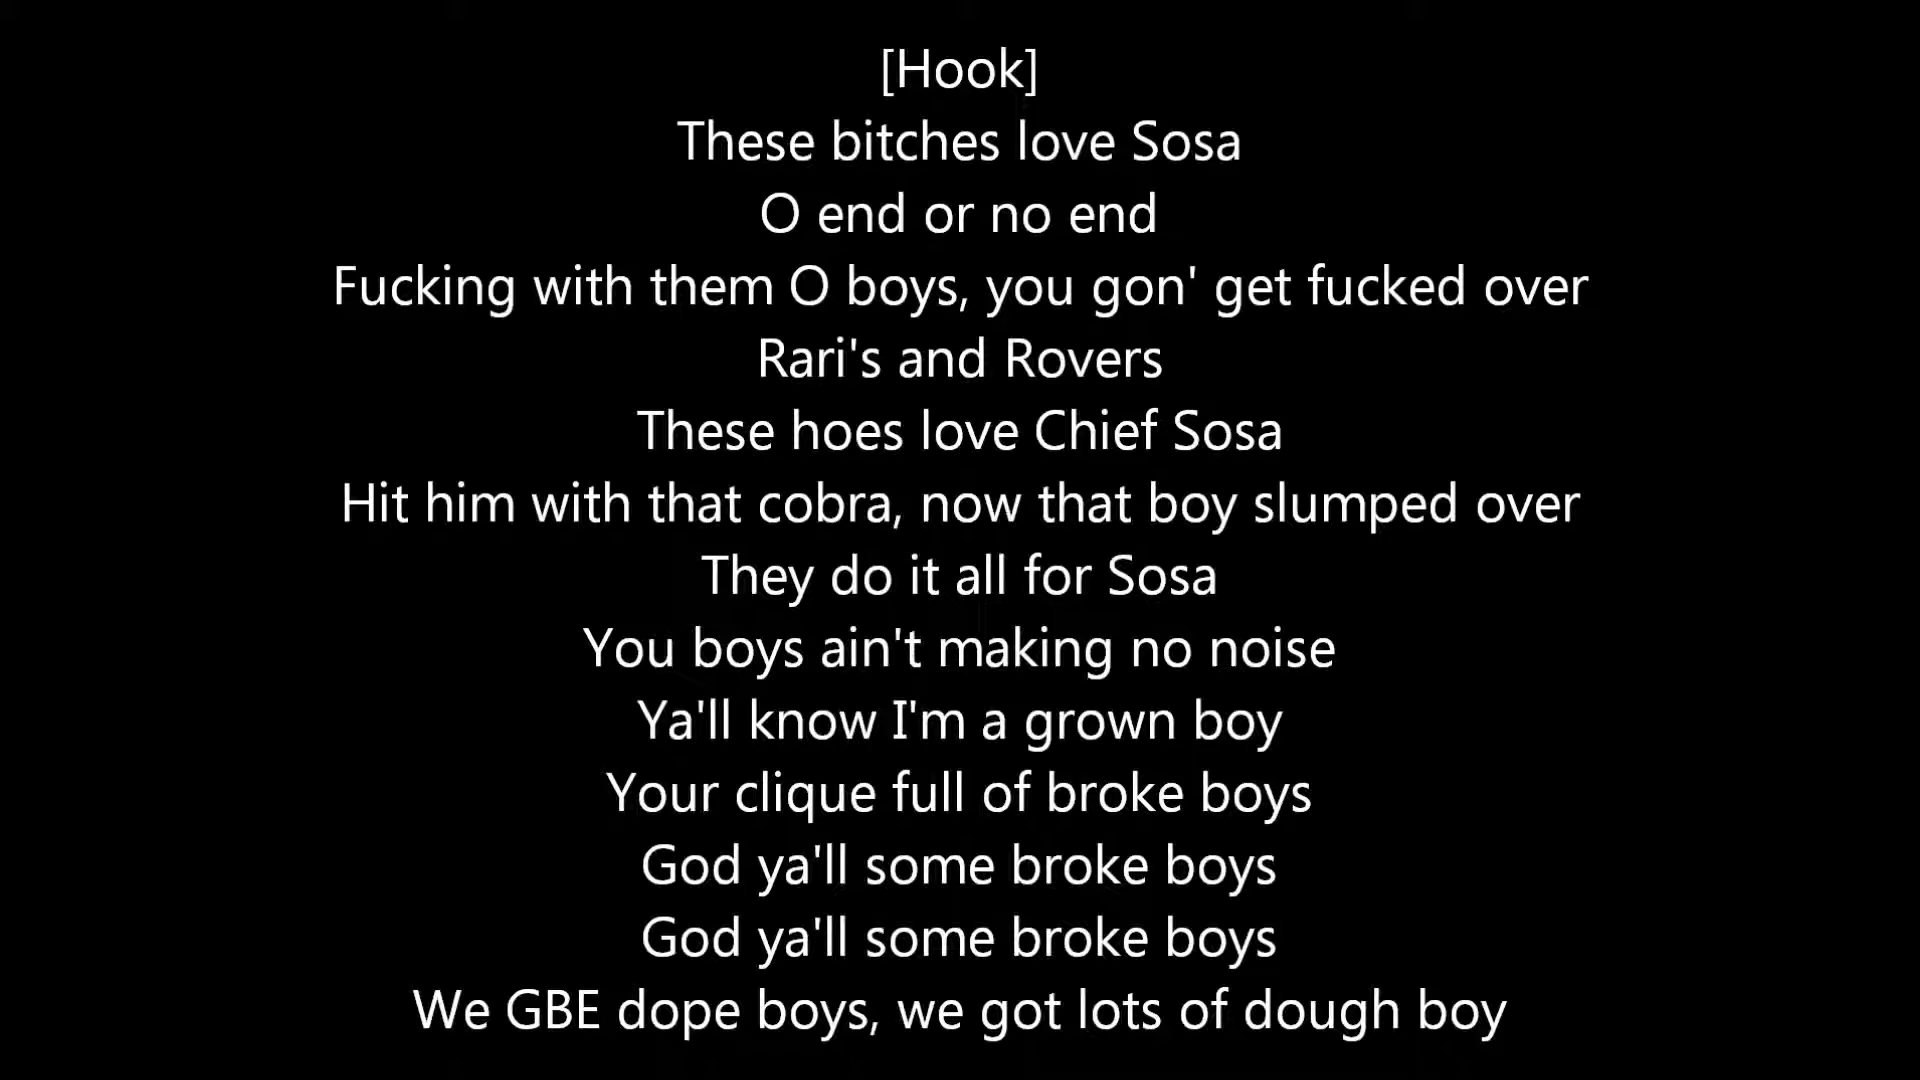 [Hook]
These bitches love Sosa
O end or no end
Fucking with them O boys, you gon' get fucked over
Rari's and Rovers
These hoes love Chief Sosa
Hit him with that cobra, now that boy slumped over
They do it all for Sosa
You boys ain't making no noise
Ya'll know I'm a grown boy
Your clique full of broke boys
God ya'll some broke boys
God ya'll some broke boys
We GBE dope boys, we got lots of dough boy